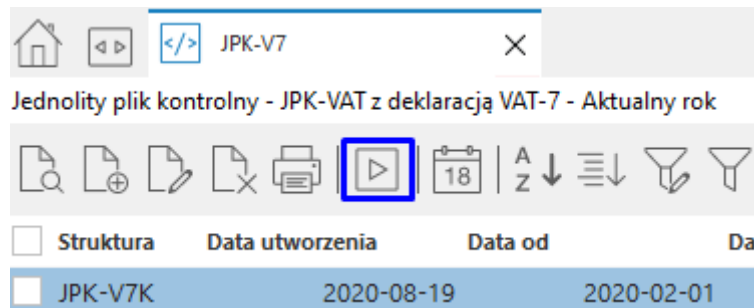 </> JPK-V7
Jednolity plik kontrolny - JPK-VAT z deklaracją VAT-7 - Aktualny rok
18 A Z
Struktura Data utworzenia Data od Da
JPK-V7K 2020-08-19 2020-02-01